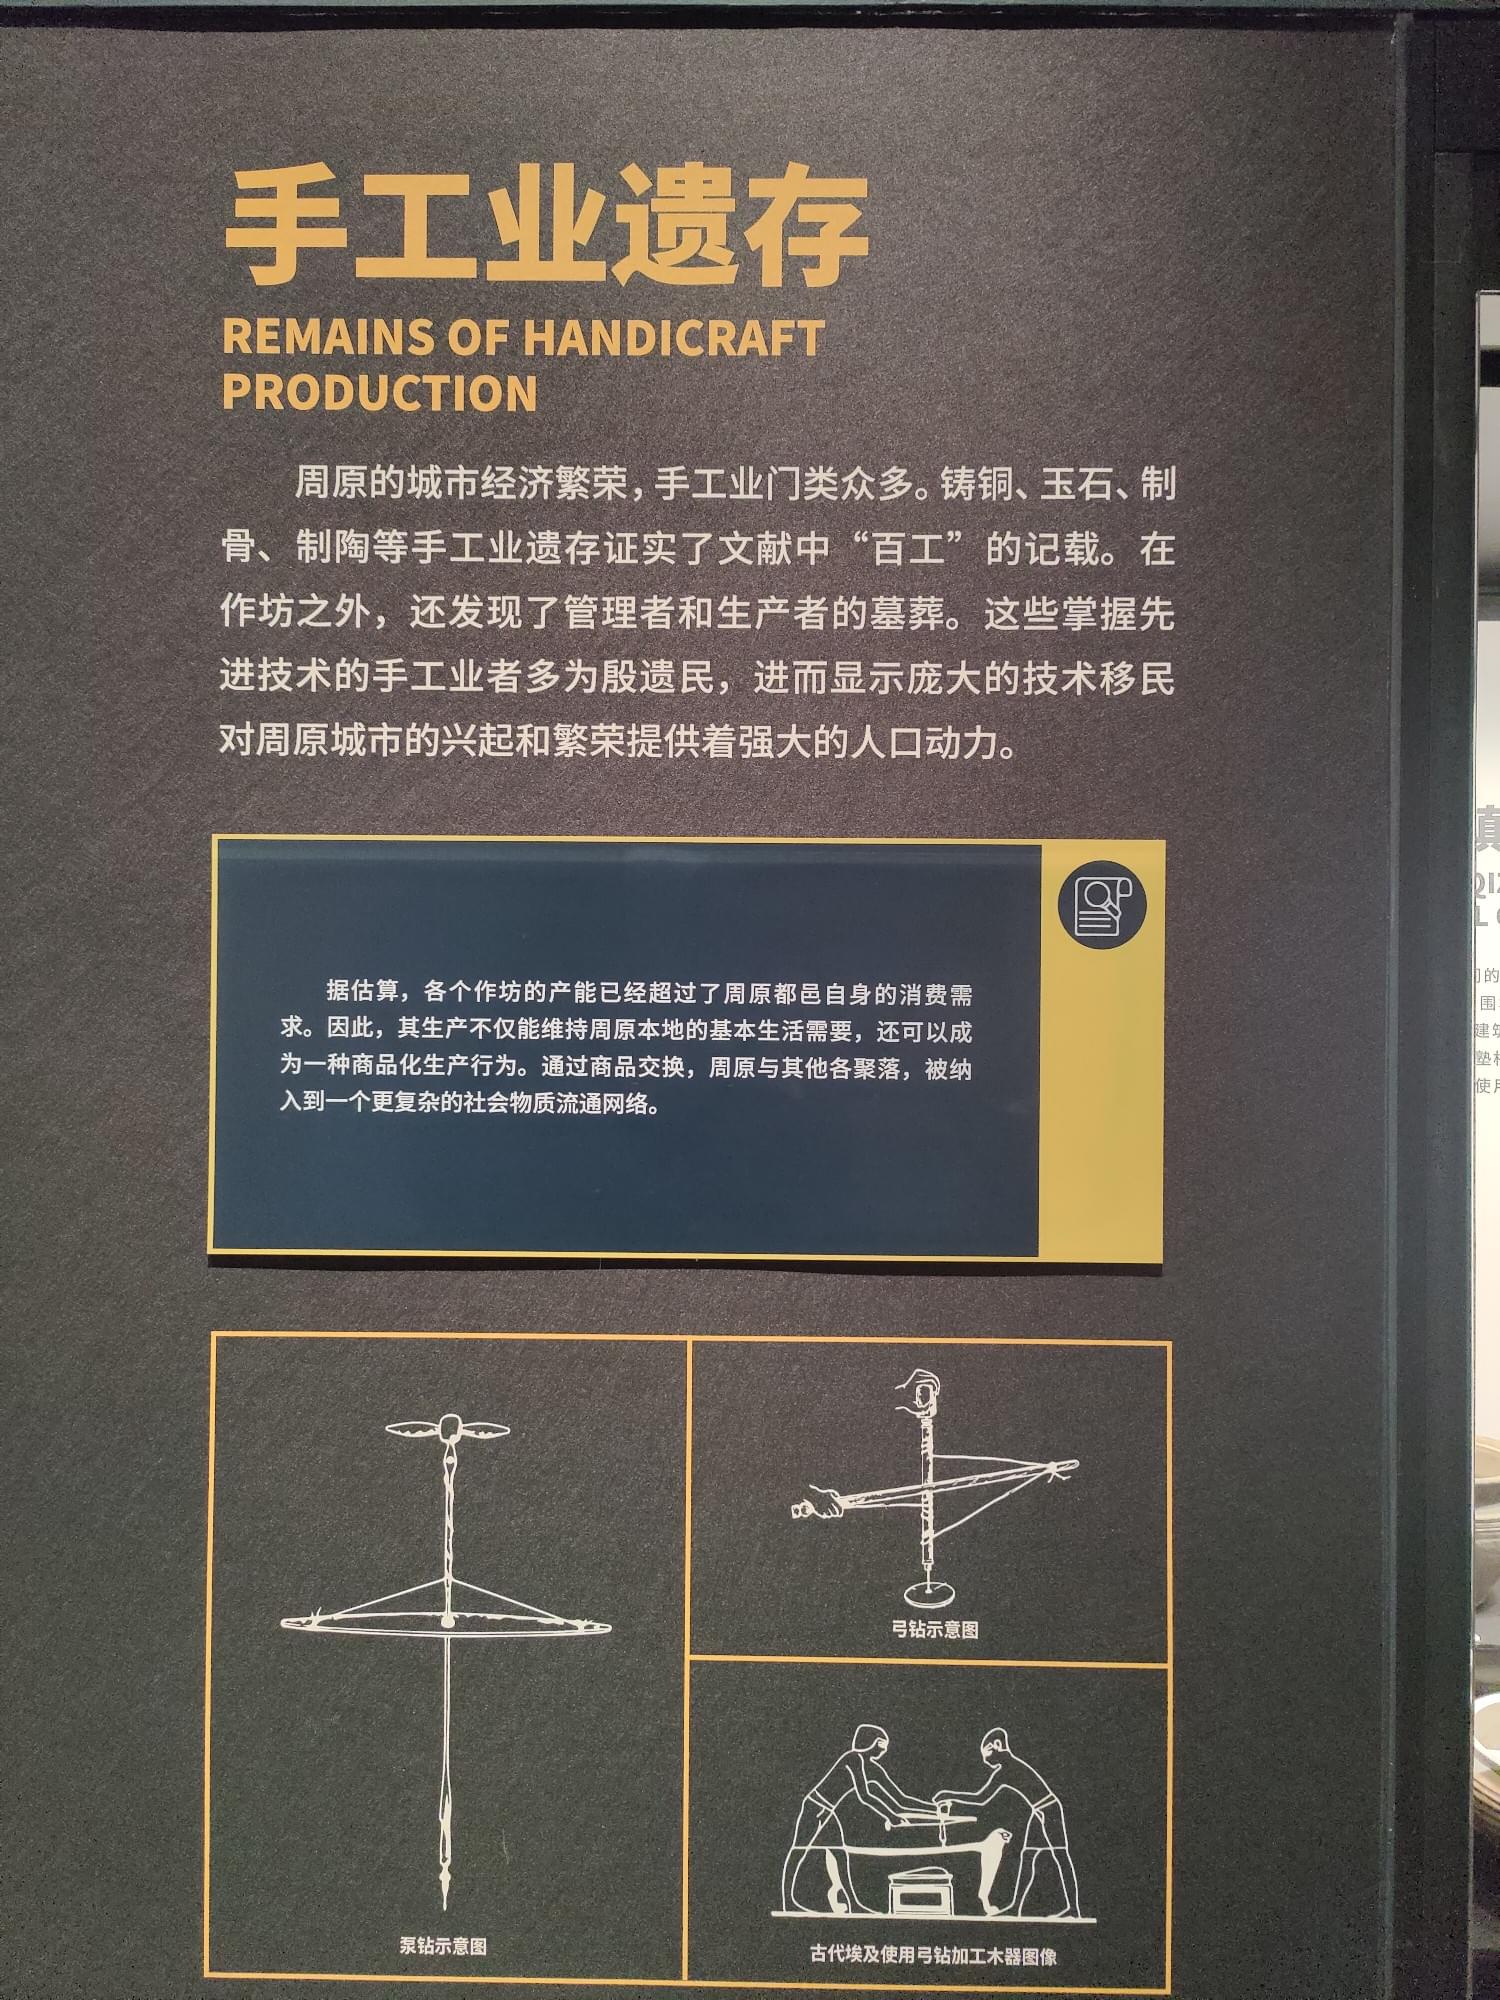 手工业遗存
REMAINS OF HANDICRAFT
PRODUCTION
周原的城市经济繁荣，手工业门类众多。铸铜、玉石、制
骨、制陶等手工业遗存证实了文献中“百工”的记载。在
作坊之外，还发现了管理者和生产者的墓葬。这些掌握先
进技术的手工业者多为殷遗民，进而显示庞大的技术移民
对周原城市的兴起和繁荣提供着强大的人口动力。
据估算，各个作坊的产能已经超过了周原都邑自身的消费需
求。因此，其生产不仅能维持周原本地的基本生活需要，还可以成
为一种商品化生产行为。通过商品交换，周原与其他各聚落，被纳
入到一个更复杂的社会物质流通网络。
弓钻示意图
泵钻示意图
古代埃及使用弓钻加工木器图像